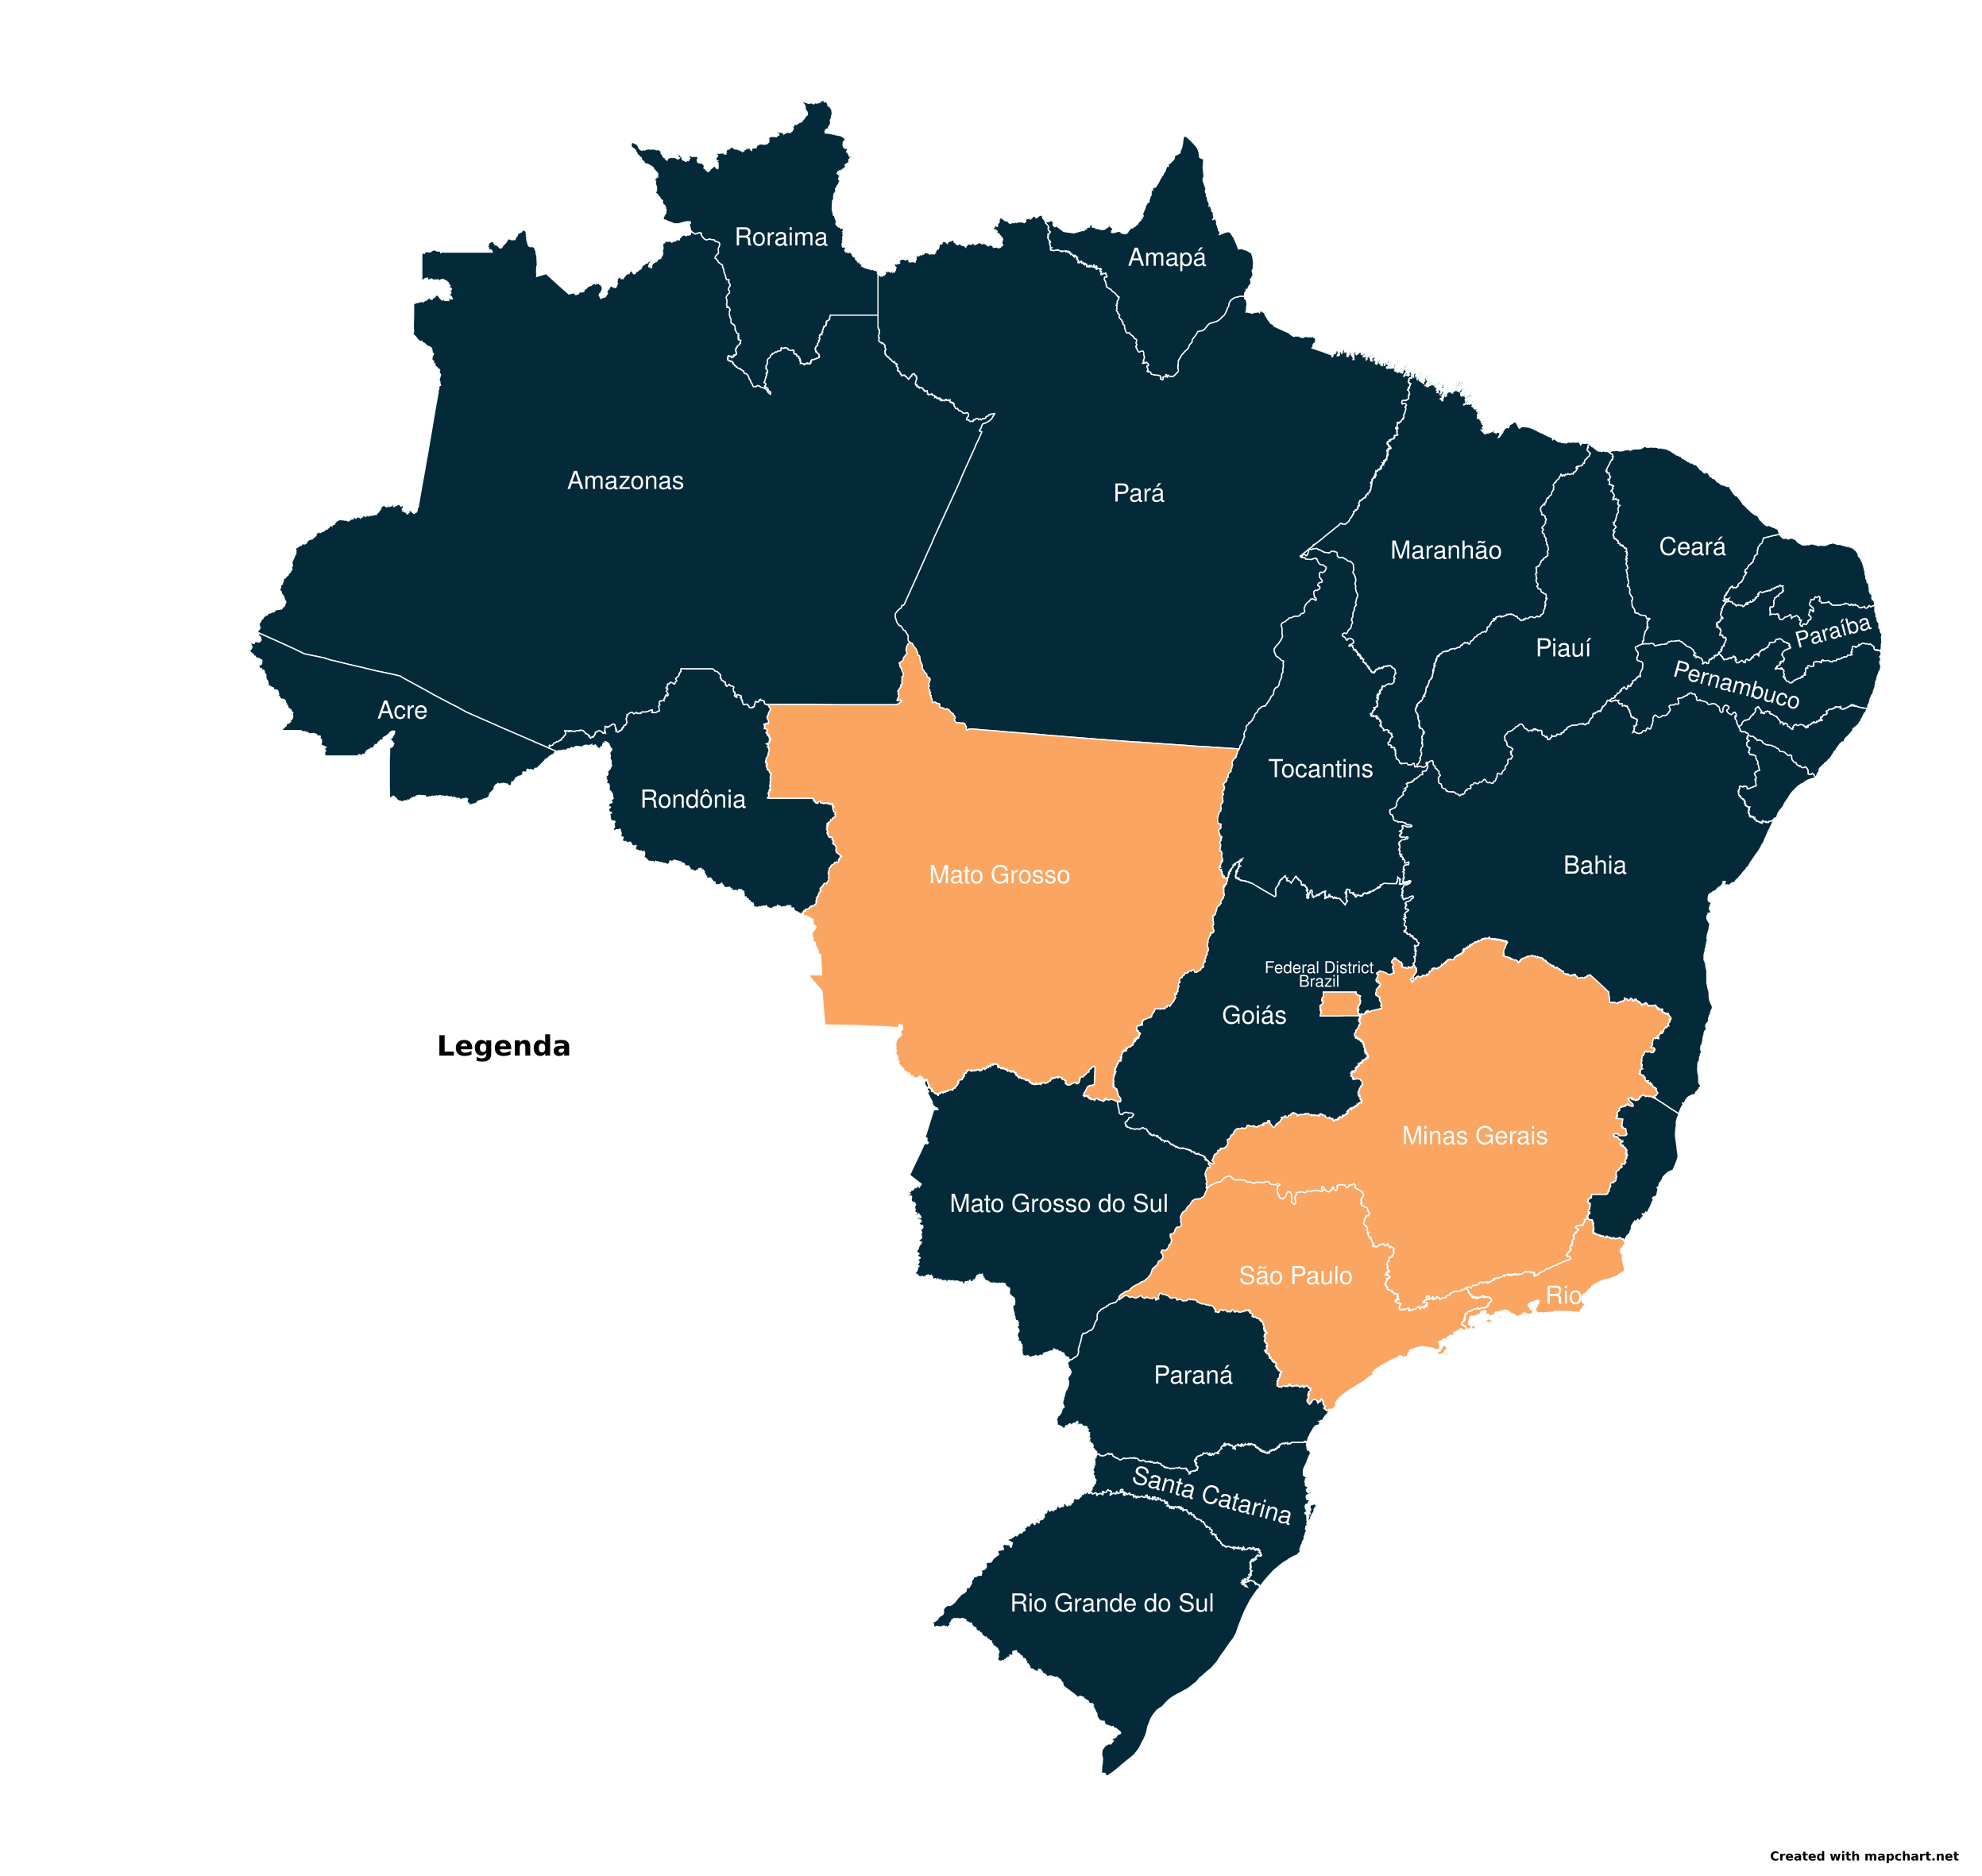 Roraima
Amapá
Amazonas
Pará
Maranhão
Ceará
Paraíba
Piauí
Pernambuco
Acre
Tocantins
Rondônia
Bahia
Mato Grosso
Federal District
Brazil
Goiás
Legenda
Minas Gerais
Mato Grosso do Sul
São Paulo
Rio
Paraná
Santa Catarina
Rio Grande do Sul
Created with mapchart.net